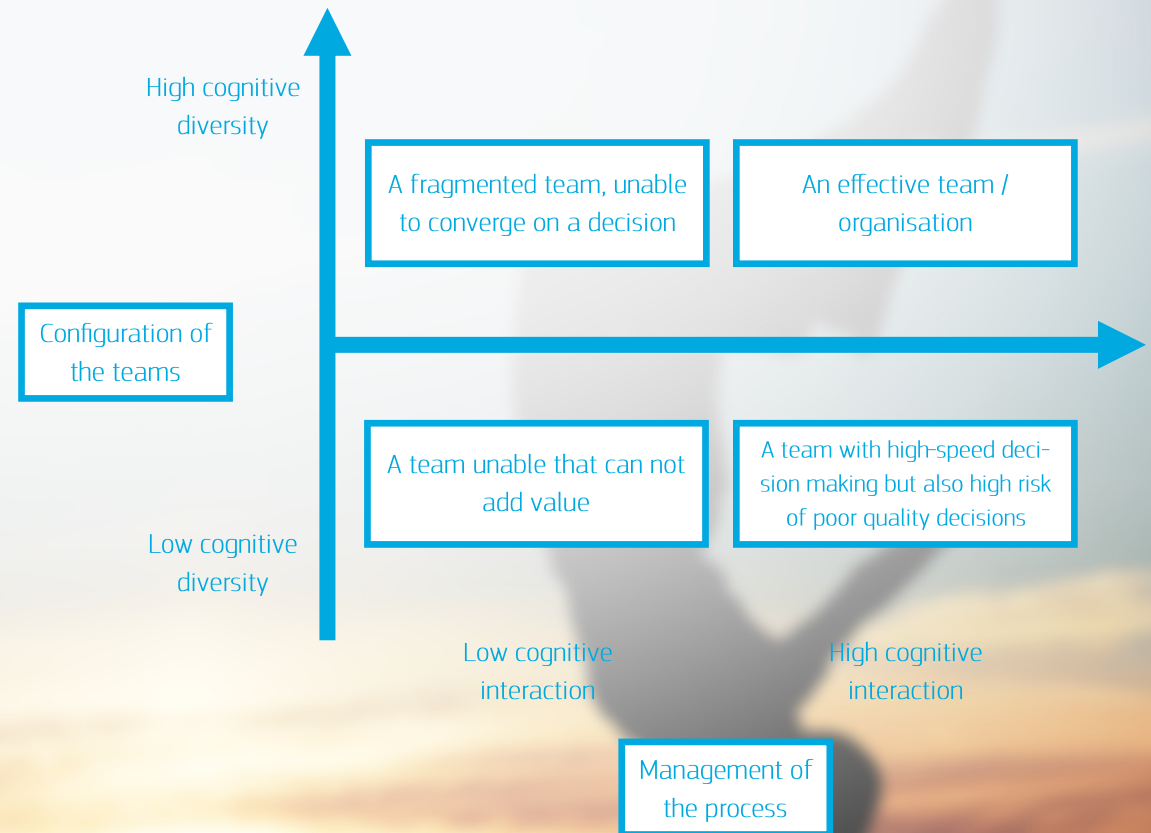 High cognitive
diversity
A fragmented team, unable
to converge on a decision
An effective team /
organisation
Configuration of
the teams
A team unable that can not
add value
A team with high-speed deci-
sion making but also high risk
of poor quality decisions
Low cognitive
diversity
Low cognitive
interaction
High cognitive
interaction
Management of
the process